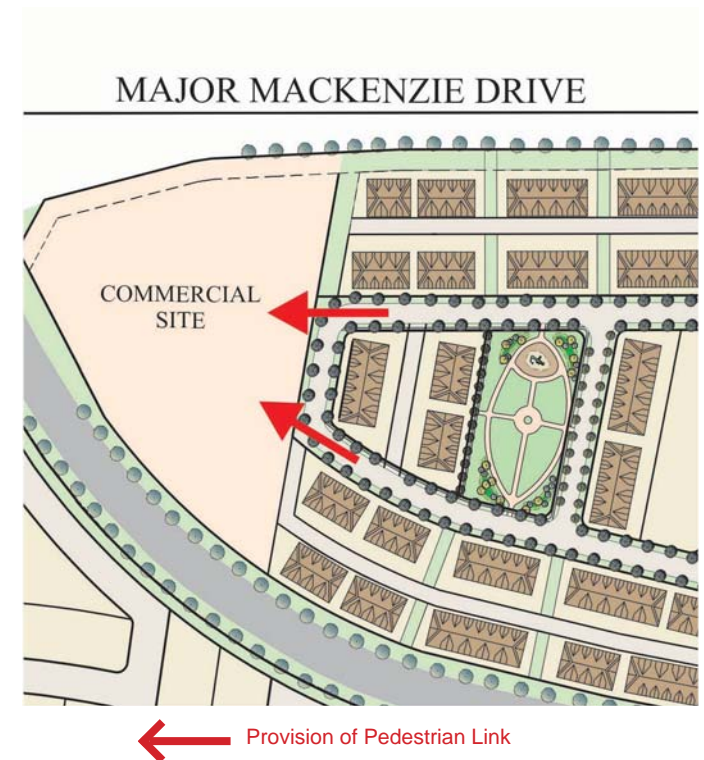 MAJOR MACKENZIE DRIVE
COMMERCIAL
SITE
Provision of Pedestrian Link